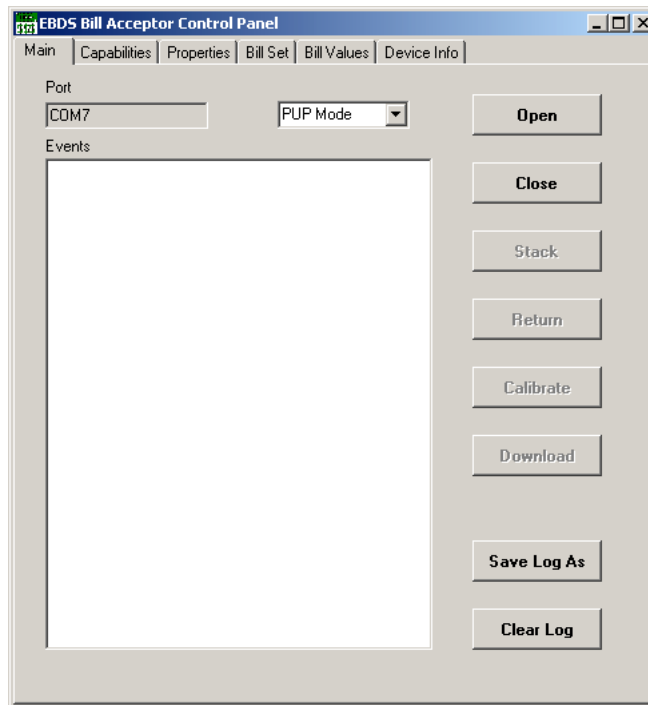 EBDS Bill Acceptor Control Panel
Main Capabilities Properties Bill Set Bill Values Device Info
Port
COM7 PUP Mode Open
Events
Close
Stack
Return
Calibrate
Download
Save Log As
Clear Log